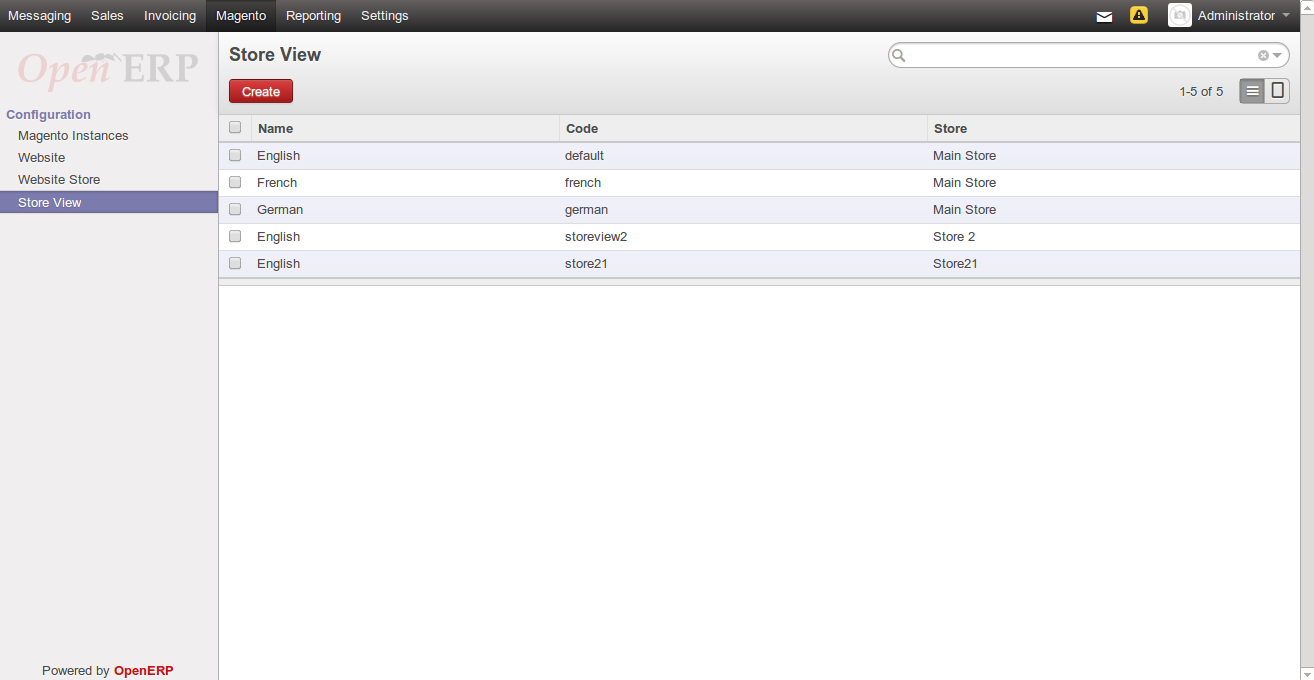 Messaging Sales Invoicing Magento Reporting Settings Administrator
Open ERP
Configuration
Magento Instances
Website
Website Store
Store View
Powered by OpenERP
Store View
Create
1-5 of 5
Name Code Store
English default Main Store
French french Main Store
German german Main Store
English storeview2 Store 2
English store21 Store21